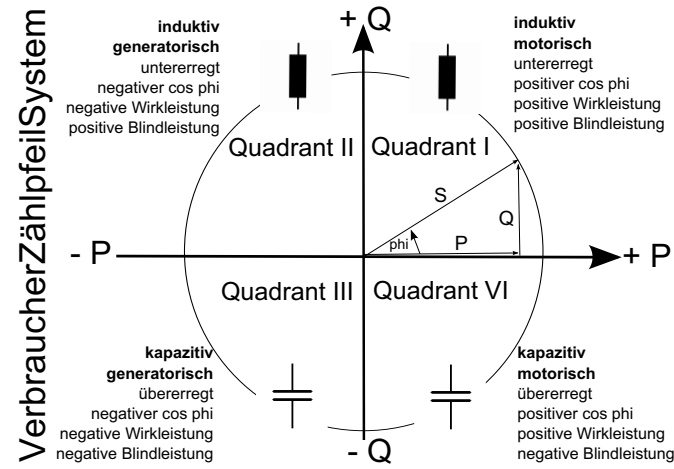 VerbraucherZählpfeilSystem
+ Q
induktiv
generatorisch
untererregt
negativer cos phi
negative Wirkleistung
positive Blindleistung
induktiv
motorisch
untererregt
positiver cos phi
positive Wirkleistung
positive Blindleistung
Quadrant II
Quadrant I
S
Q
phi
P
- P
+ P
Quadrant III
Quadrant VI
kapazitiv
generatorisch
übererregt
negativer cos phi
negative Wirkleistung
negative Blindleistung
kapazitiv
motorisch
übererregt
positiver cos phi
positive Wirkleistung
negative Blindleistung
- Q